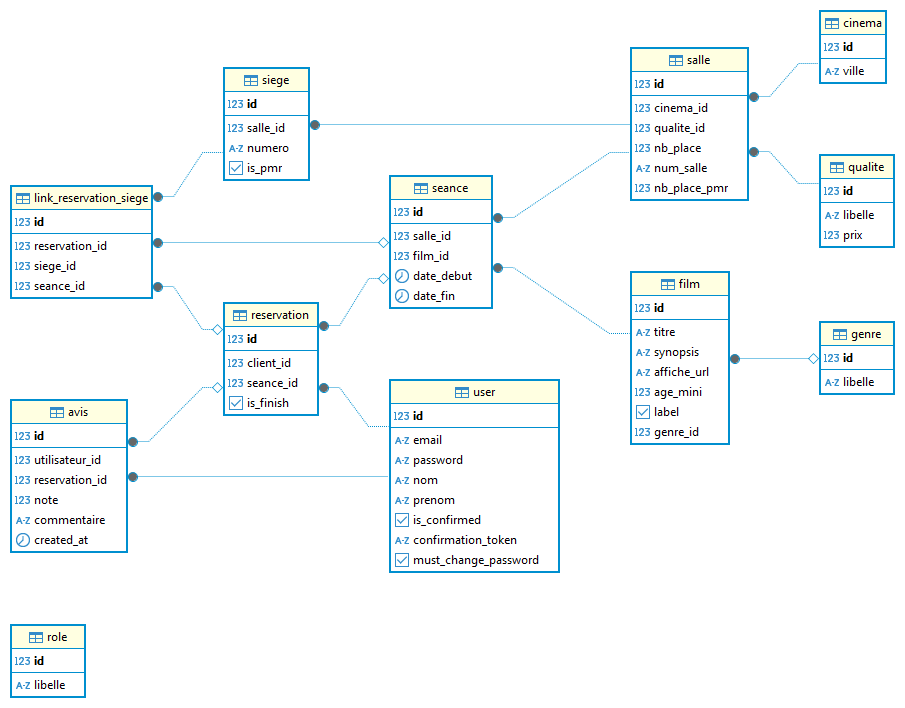 cinema
123 id
A-Z ville
siege
123 id
123 salle_id
A-Z numero
is_pmr
salle
123 id
123 cinema_id
123 qualite_id
123 nb_place
A-Z num_salle
123 nb_place_pmr
qualite
123 id
A-Z libelle
123 prix
link_reservation_siege
123 id
123 reservation_id
123 siege_id
123 seance_id
seance
123 id
123 salle_id
123 film_id
date_debut
date_fin
reservation
123 id
123 client_id
123 seance_id
is_finish
film
123 id
A-Z titre
A-Z synopsis
A-Z affiche_url
123 age_mini
label
123 genre_id
genre
123 id
A-Z libelle
avis
123 id
123 utilisateur_id
123 reservation_id
123 note
A-Z commentaire
created_at
user
123 id
A-Z email
A-Z password
A-Z nom
A-Z prenom
is_confirmed
A-Z confirmation_token
must_change_password
role
123 id
A-Z libelle